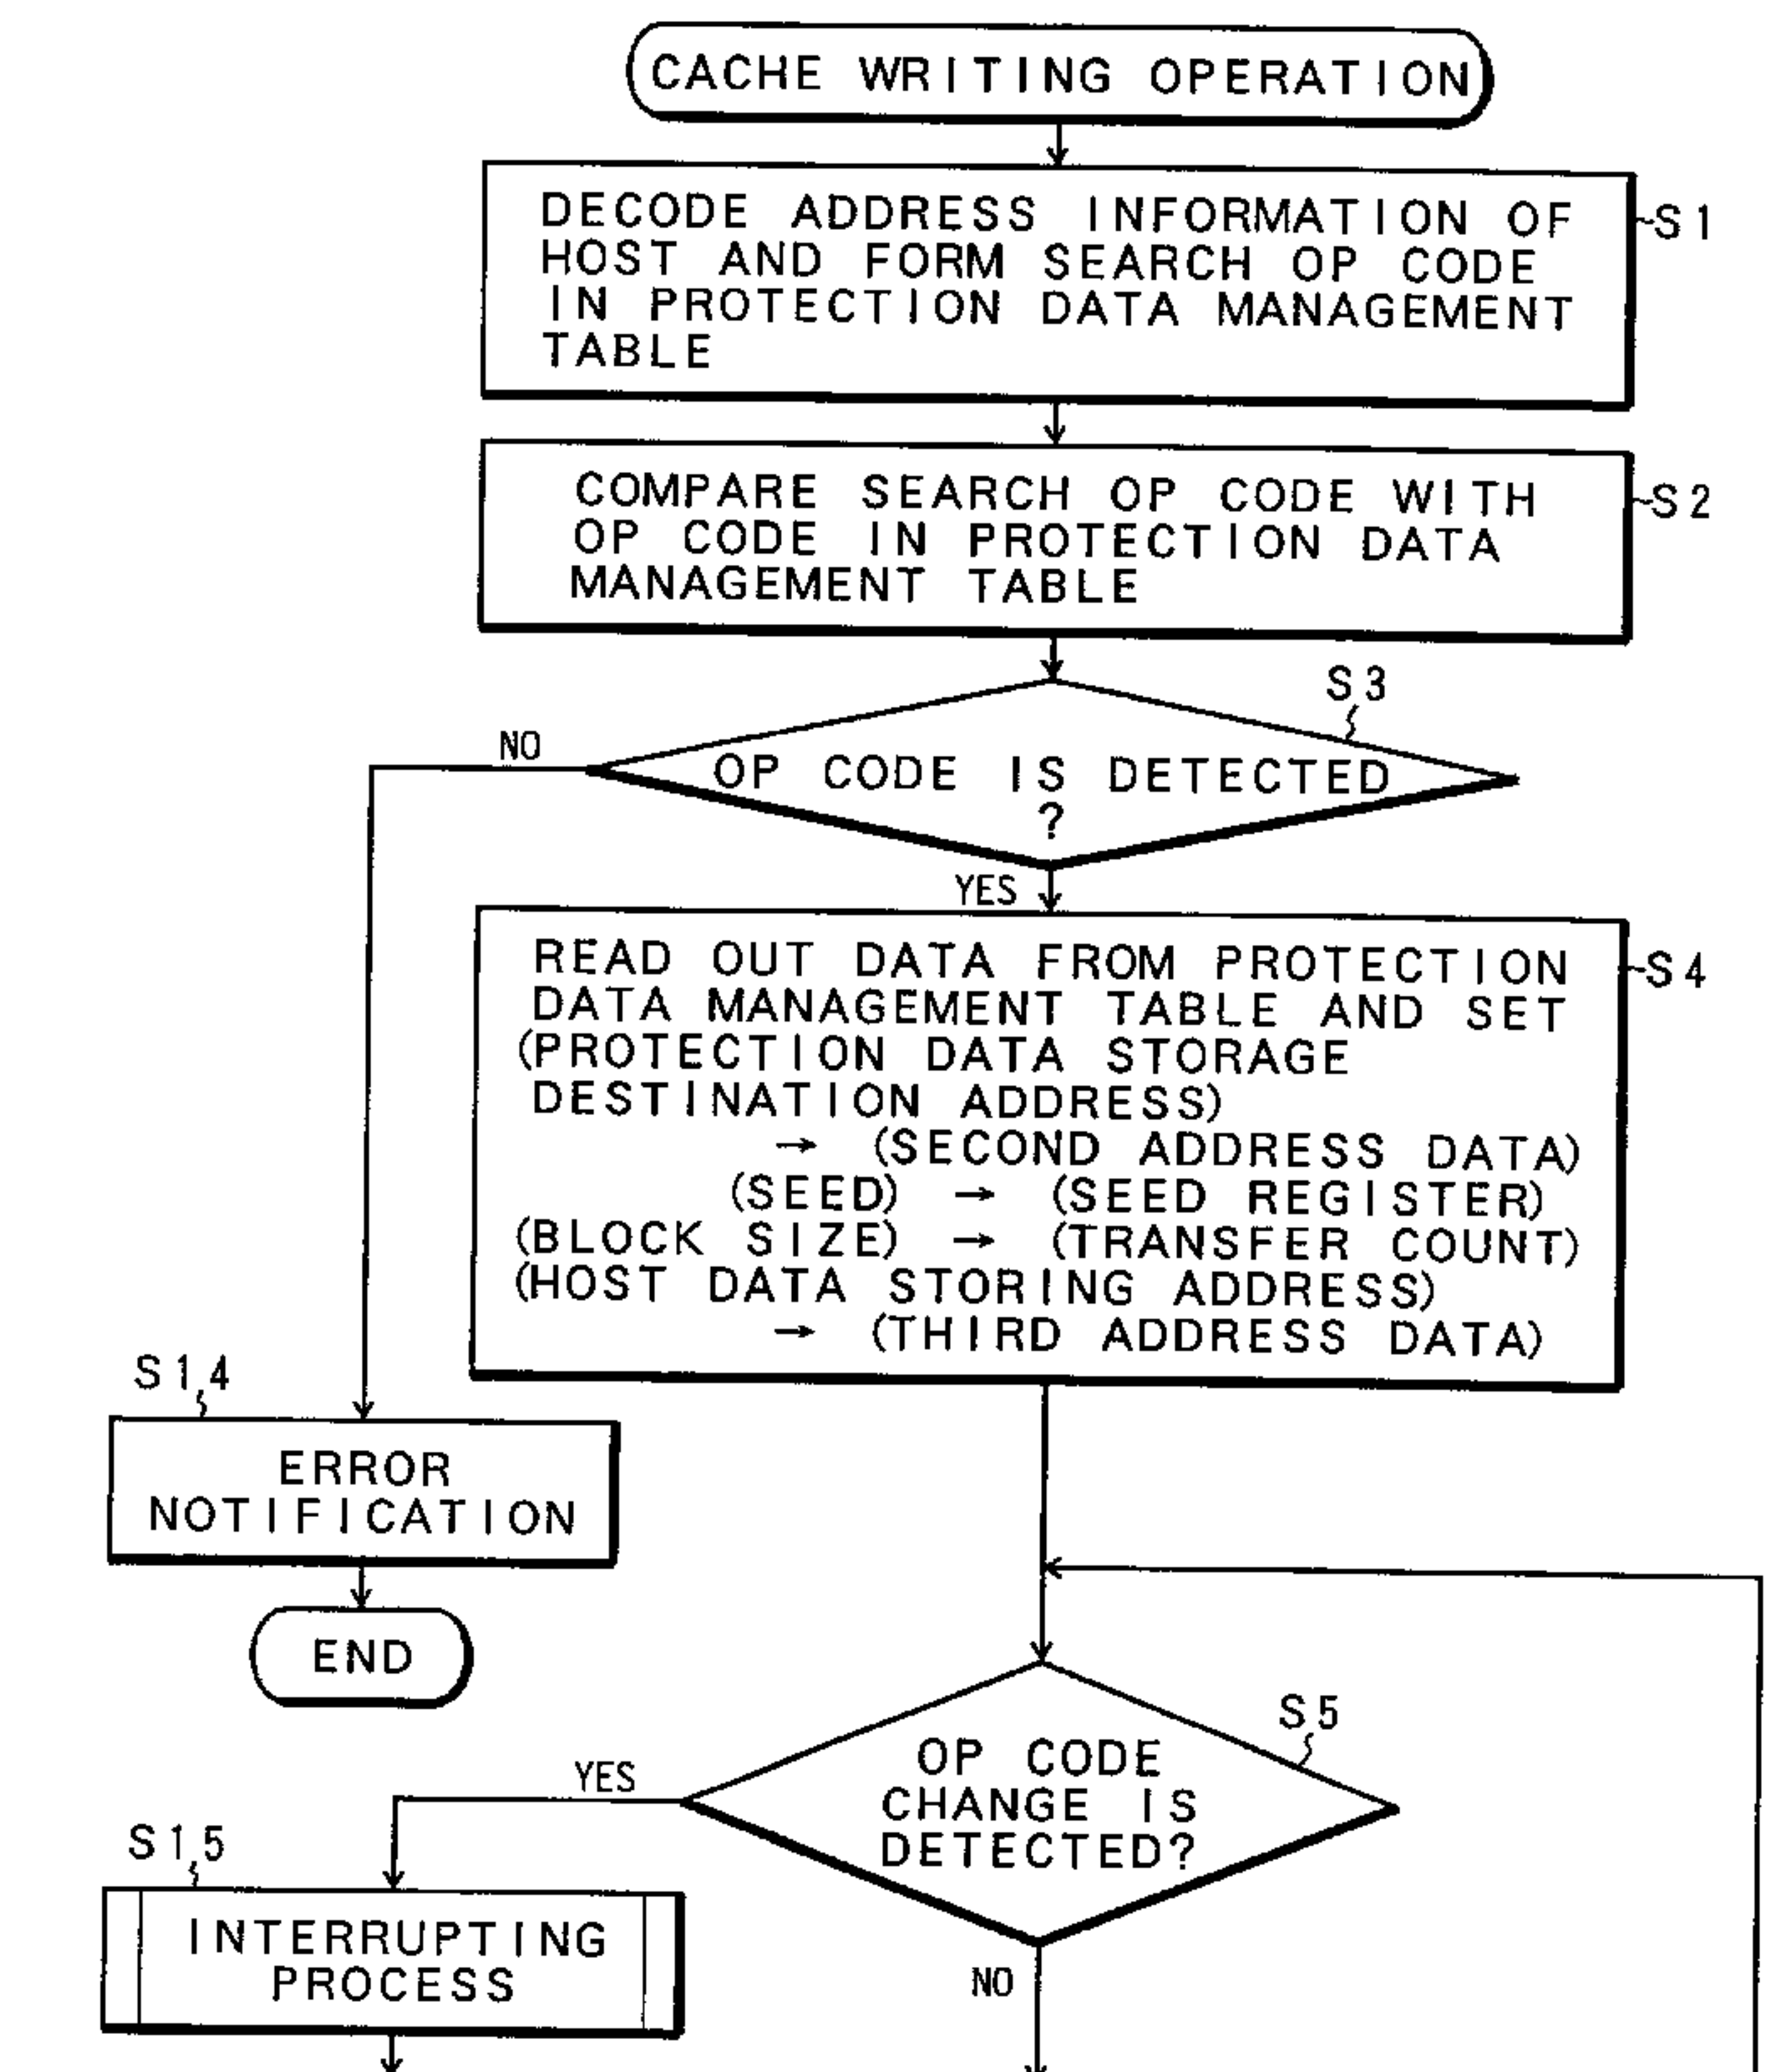 CACHE WRITING OPERATION
DECODE ADDRESS INFORMATION OF
HOST AND FORM SEARCH OP CODE
IN PROTECTION DATA MANAGEMENT
TABLE
S1
COMPARE SEARCH OP CODE WITH
OP CODE IN PROTECTION DATA
MANAGEMENT TABLE
S2
S3
NO
OP CODE IS DETECTED
?
YES
READ OUT DATA FROM PROTECTION
DATA MANAGEMENT TABLE AND SET
(PROTECTION DATA STORAGE
DESTINATION ADDRESS)
→ (SECOND ADDRESS DATA)
(SEED) → (SEED REGISTER)
(BLOCK SIZE) → (TRANSFER COUNT)
(HOST DATA STORING ADDRESS)
→ (THIRD ADDRESS DATA)
S4
S14
ERROR
NOTIFICATION
END
S5
OP CODE
CHANGE IS
DETECTED?
YES
S15
INTERRUPTING
PROCESS
NO